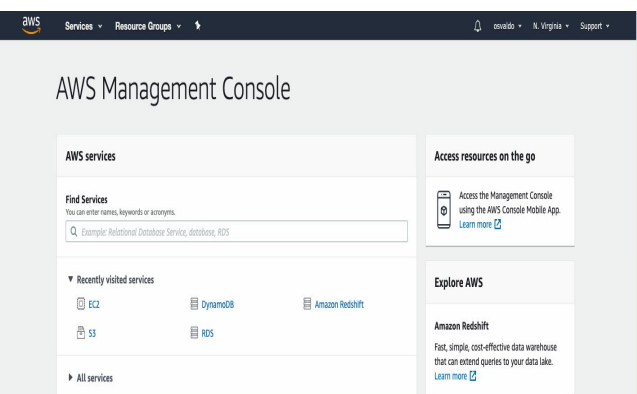 aws
Services
Resource Groups
osvaldo
N. Virginia
Support
AWS Management Console
AWS services
Find Services
You can enter names, keywords or acronyms.
Example: Relational Database Service, database, RDS
Recently visited services
EC2
DynamoDB
Amazon Redshift
S3
RDS
All services
Access resources on the go
Access the Management Console
using the AWS Console Mobile App.
Learn more
Explore AWS
Amazon Redshift
Fast, simple, cost-effective data warehouse
that can extend queries to your data lake.
Learn more